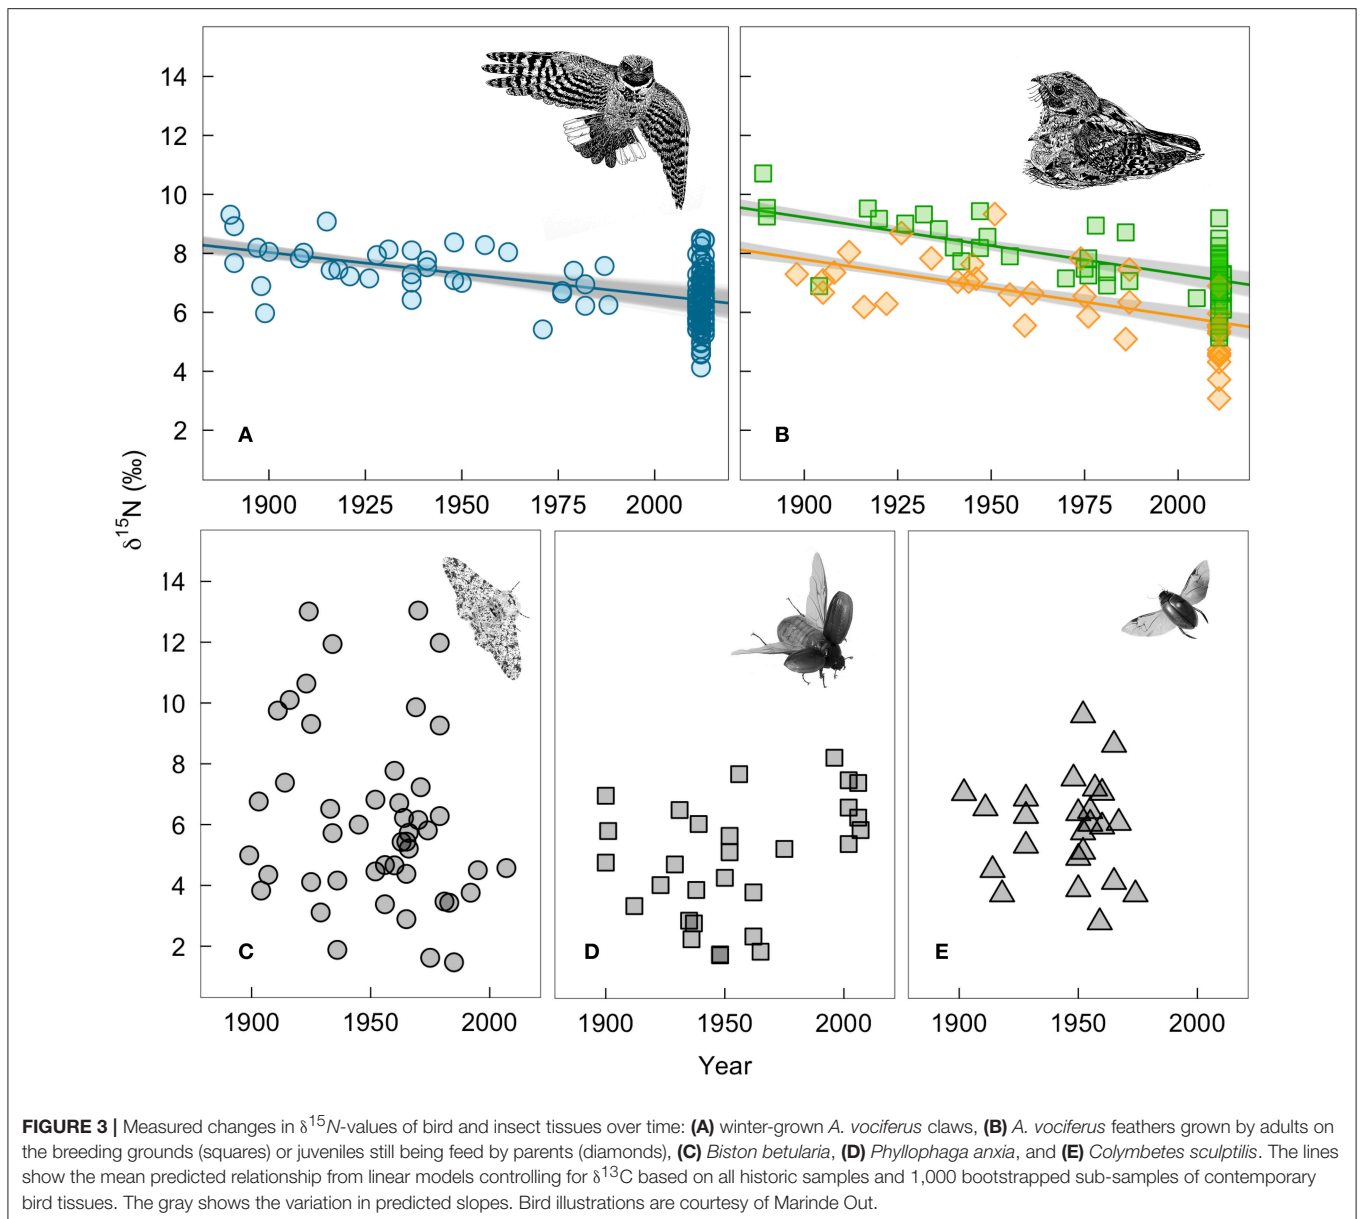 14
12
10
8
6
4
2
A
B
1900 1925 1950 1975 2000
1900 1925 1950 1975 2000
δ15N (‰)
14
12
10
8
6
4
2
C
D
E
1900 1950 2000
1900 1950 2000
1900 1950 2000
Year
FIGURE 3 | Measured changes in δ15N-values of bird and insect tissues over time: (A) winter-grown A. vociferus claws, (B) A. vociferus feathers grown by adults on
the breeding grounds (squares) or juveniles still being feed by parents (diamonds), (C) Biston betularia, (D) Phyllophaga anxia, and (E) Colymbetes sculptilis. The lines
show the mean predicted relationship from linear models controlling for δ13C based on all historic samples and 1,000 bootstrapped sub-samples of contemporary
bird tissues. The gray shows the variation in predicted slopes. Bird illustrations are courtesy of Marinde Out.